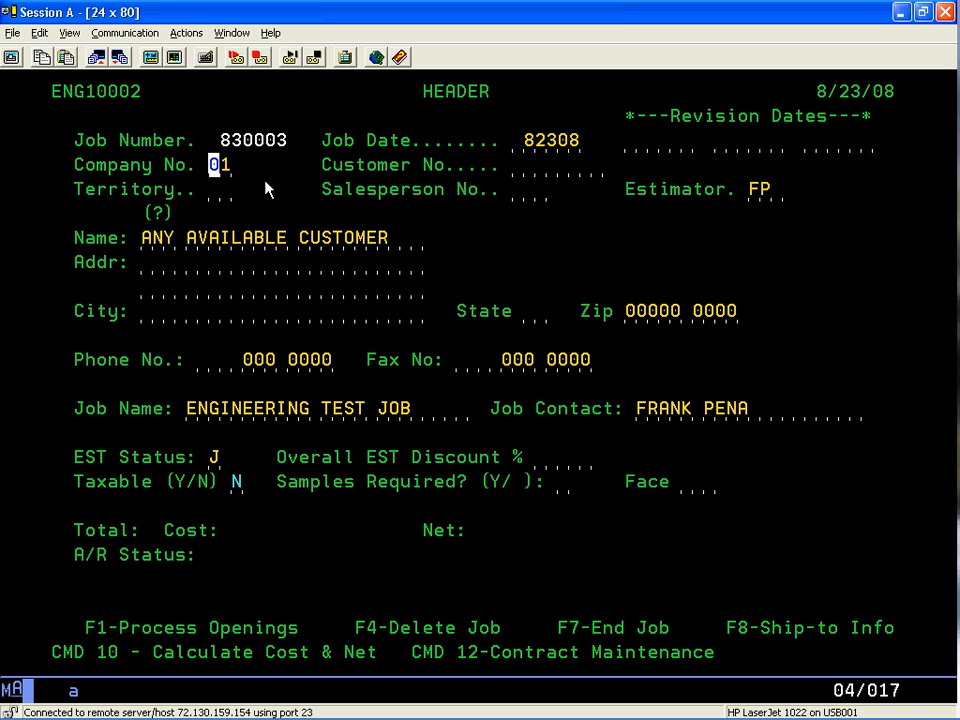 Session A - [24 x 80]
File Edit View Communication Actions Window Help
ENG10002 HEADER 8/23/08
*---Revision Dates---*
Job Number. 830003 Job Date........ 82308
Company No. 01 Customer No.....
Territory.. Salesperson No.. Estimator. FP
(?)
Name: ANY AVAILABLE CUSTOMER
Addr:
City: State Zip 00000 0000
Phone No.: 000 0000 Fax No: 000 0000
Job Name: ENGINEERING TEST JOB Job Contact: FRANK PENA
EST Status: J Overall EST Discount %
Taxable (Y/N) N Samples Required? (Y/ ): Face
Total: Cost: Net:
A/R Status:
F1-Process Openings F4-Delete Job F7-End Job F8-Ship-to Info
CMD 10 - Calculate Cost & Net CMD 12-Contract Maintenance
MA a 04/017
Connected to remote server/host 72.130.159.154 using port 23 HP LaserJet 1022 on USB001